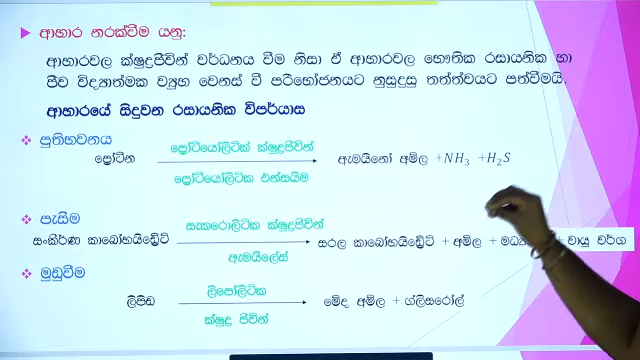 ආහාර නරක්වීම යනු:
ආහාරවල ක්ෂුද්‍රජීවීන් වර්ධනය වීම නිසා ඒ ආහාරවල භෞතික රසායනික හා
ජීව විද්‍යාත්මක ව්‍යුහ වෙනස් වී පරිභෝජනයට නුසුදුසු තත්ත්වයට පත්වීමයි.
ආහාරයේ සිදුවන රසායනික විපර්යාස
පුතිභවනය
ප්‍රෝටියෝලිටික් ක්ෂුද්‍රජීවීන්
ප්‍රෝටීන ඇමයිනෝ අම්ල +NH₃ +H₂S
ප්‍රෝටියෝලිටික එන්සයිම
පැසීම
සැකරොලිටික ක්ෂුද්‍රජීවීන්
සංකීර්ණ කාබෝහයිඩ්‍රේට් සරල කාබෝහයිඩ්‍රේට් + අම්ල + + වායු වර්ග
ඇමයිලේස්
මුඩුවීම
ලිපෝලිටික
ලිපිඩ මේද අම්ල + ග්ලිසරෝල්
ක්ෂුද්‍ර ජීවීන්